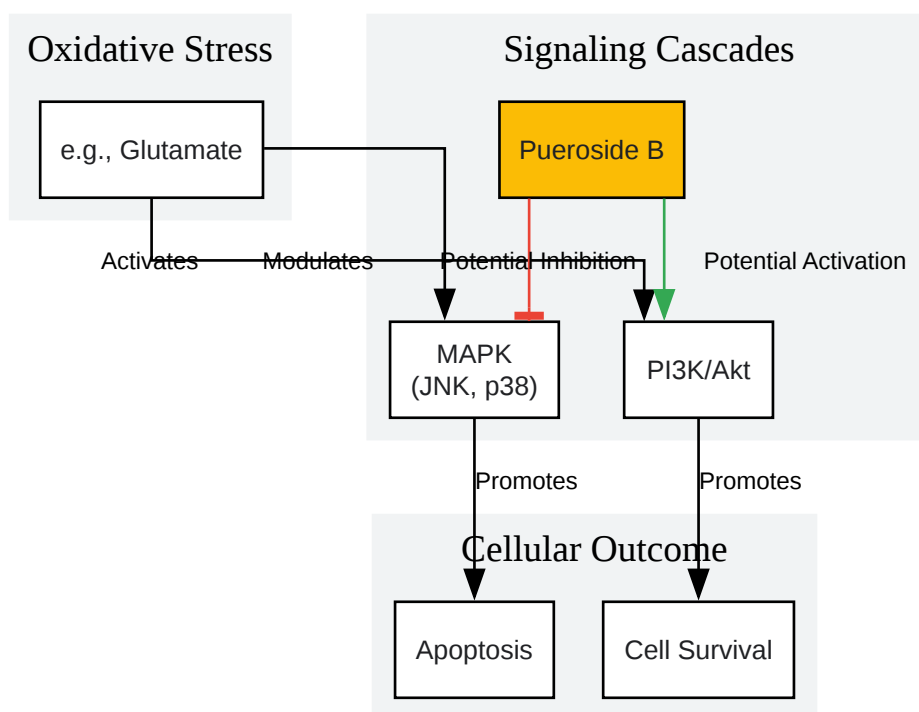 Oxidative Stress
Signaling Cascades
e.g., Glutamate
Pueroside B
Activates
Modulates
Potential Inhibition
Potential Activation
MAPK
(JNK, p38)
PI3K/Akt
Promotes
Promotes
Cellular Outcome
Apoptosis
Cell Survival